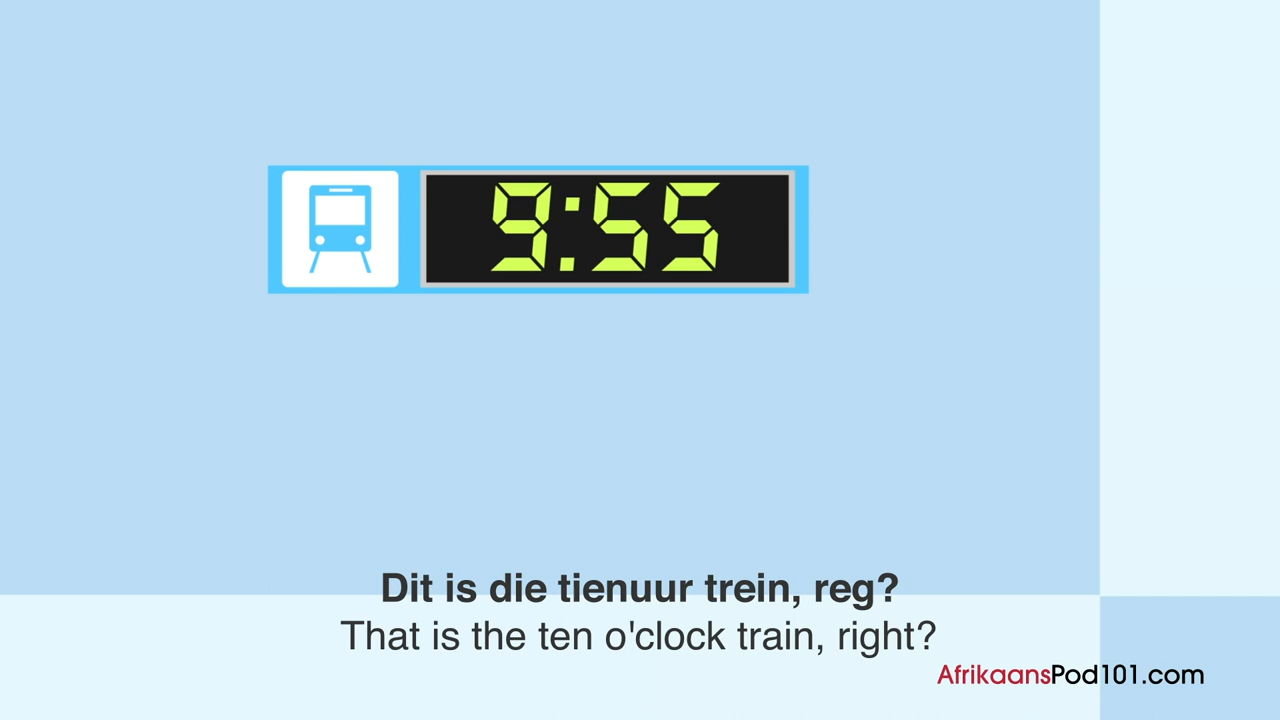 9:55
Dit is die tienuur trein, reg?
That is the ten o'clock train, right?
AfrikaansPod101.com